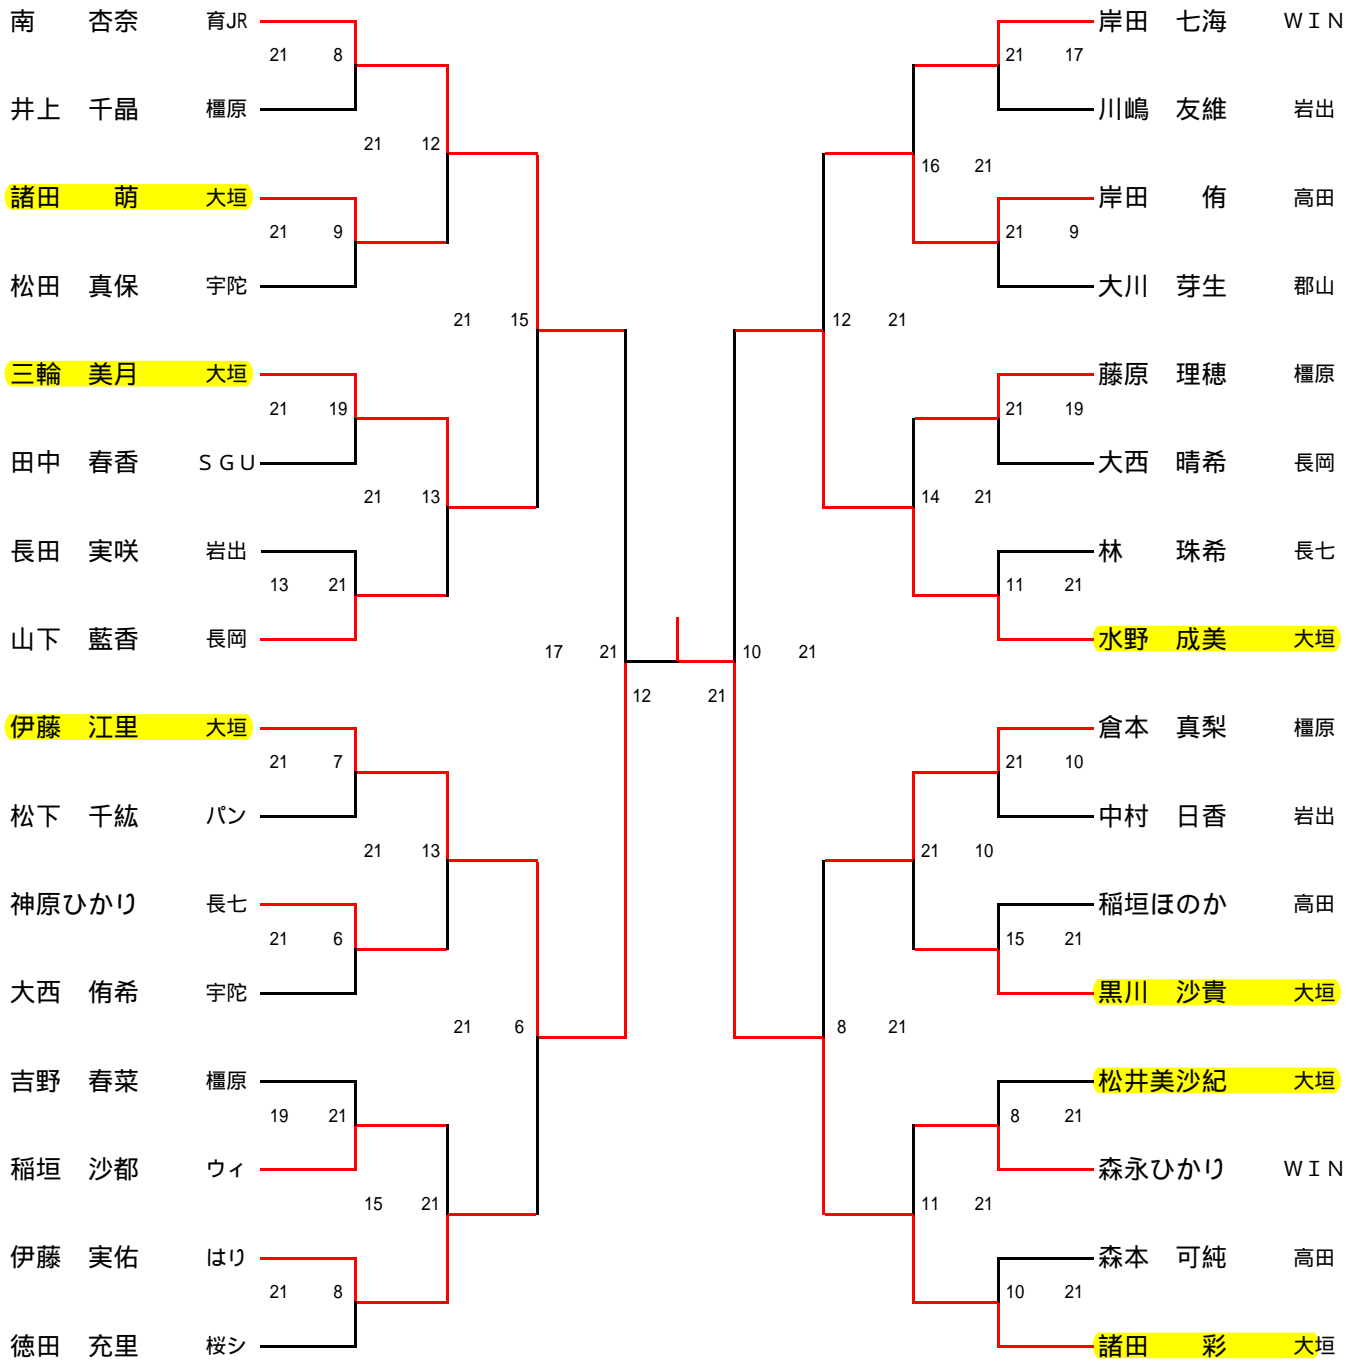 南　杏奈　育JR
21　8
井上　千晶　橿原
21　12
諸田　萌　大垣
21　9
松田　真保　宇陀
21　15
三輪　美月　大垣
21　19
田中　春香　ＳＧＵ
21　13
長田　実咲　岩出
13　21
山下　藍香　長岡
17　21
伊藤　江里　大垣
21　7
松下　千紘　パン
21　13
神原ひかり　長七
21　6
大西　侑希　宇陀
21　6
吉野　春菜　橿原
19　21
稲垣　沙都　ウィ
15　21
伊藤　実佑　はり
21　8
徳田　充里　桜シ
12　21
岸田　七海　ＷＩＮ
21　17
川嶋　友維　岩出
16　21
岸田　侑　高田
21　9
大川　芽生　郡山
12　21
藤原　理穂　橿原
21　19
大西　晴希　長岡
14　21
林　珠希　長七
11　21
水野　成美　大垣
10　21
倉本　真梨　橿原
21　10
中村　日香　岩出
21　10
稲垣ほのか　高田
15　21
黒川　沙貴　大垣
8　21
松井美沙紀　大垣
8　21
森永ひかり　ＷＩＮ
11　21
森本　可純　高田
10　21
諸田　彩　大垣